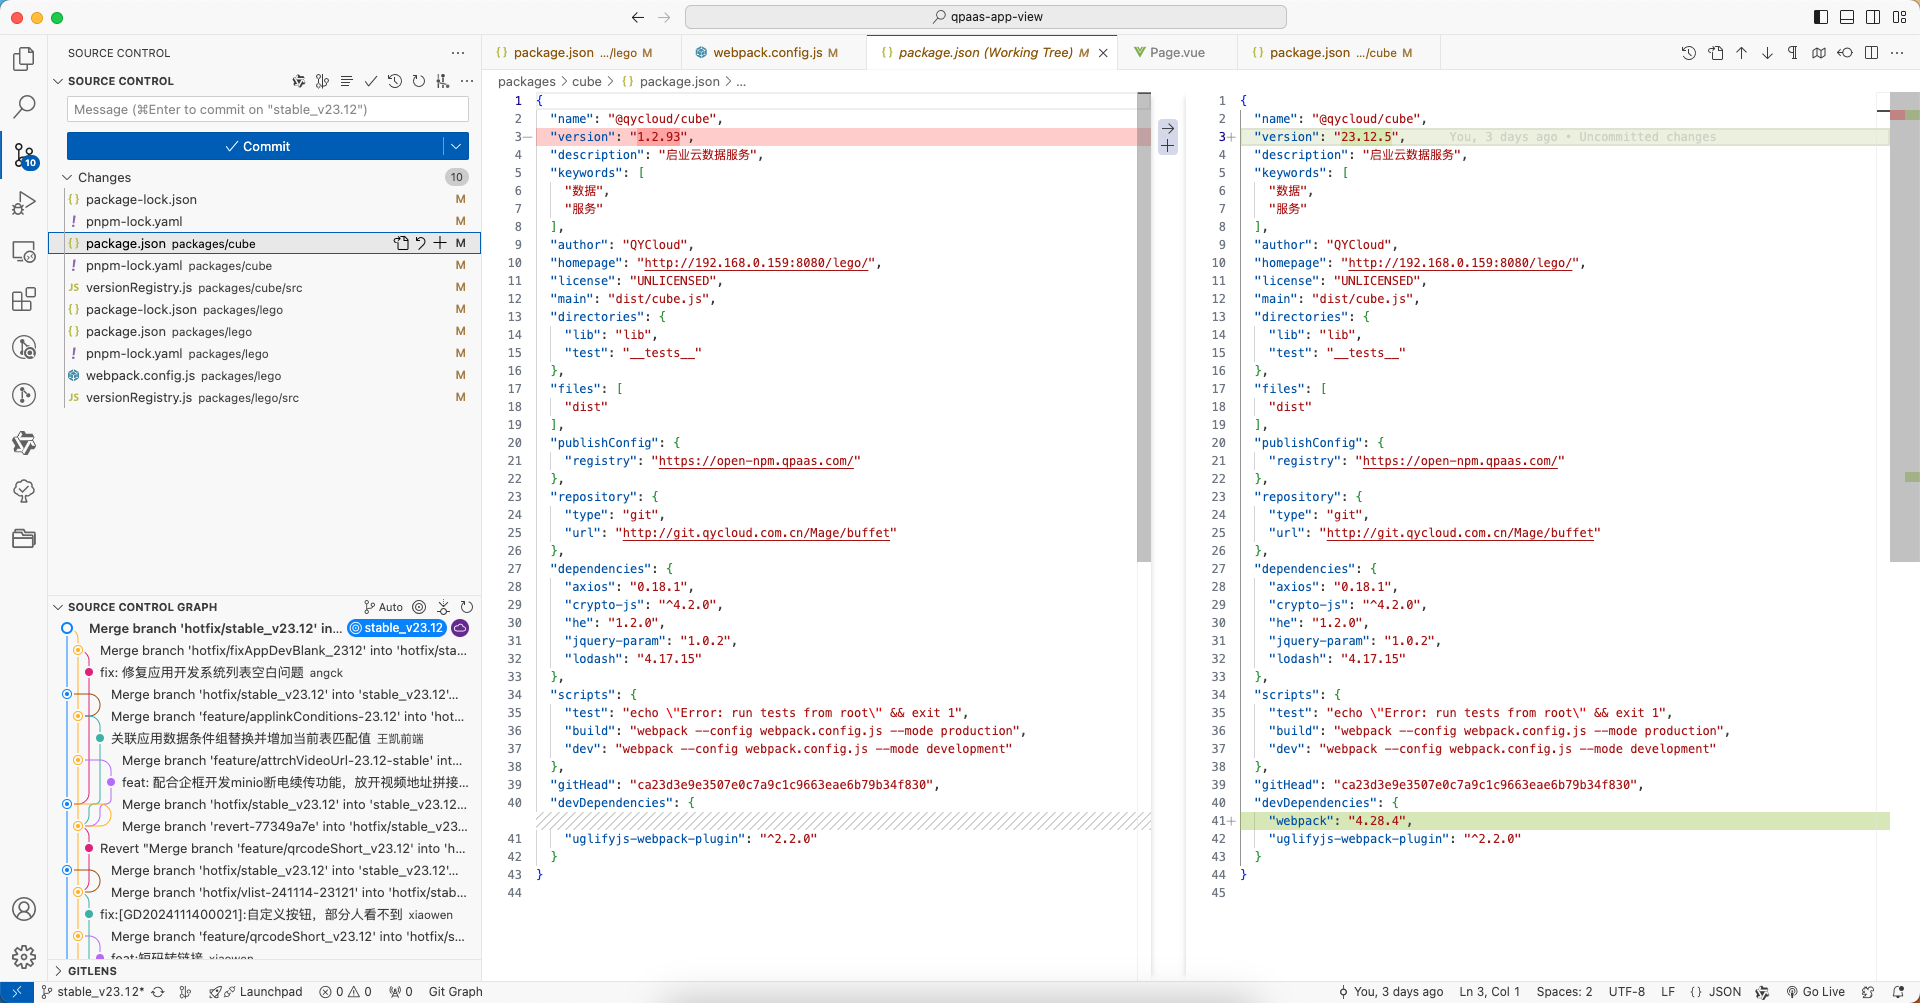 qpaas-app-view
SOURCE CONTROL
SOURCE CONTROL
Message (⌘Enter to commit on "stable_v23.12")
Commit
Changes 10
package-lock.json M
pnpm-lock.yaml M
package.json packages/cube M
pnpm-lock.yaml packages/cube M
versionRegistry.js packages/cube/src M
package-lock.json packages/lego M
package.json packages/lego M
pnpm-lock.yaml packages/lego M
webpack.config.js packages/lego M
versionRegistry.js packages/lego/src M
10
SOURCE CONTROL GRAPH Auto
Merge branch 'hotfix/stable_v23.12' in... stable_v23.12
Merge branch 'hotfix/fixAppDevBlank_2312' into 'hotfix/sta...
fix: 修复应用开发系统列表空白问题 angck
Merge branch 'hotfix/stable_v23.12' into 'stable_v23.12'...
Merge branch 'feature/applinkConditions-23.12' into 'hot...
关联应用数据条件组替换并增加当前表匹配值 王凯前端
Merge branch 'feature/attrchVideoUrl-23.12-stable' into...
feat: 配合企框开发minio断电续传功能，放开视频地址拼接...
Merge branch 'hotfix/stable_v23.12' into 'stable_v23.12'...
Merge branch 'revert-77349a7e' into 'hotfix/stable_v23...
Revert "Merge branch 'feature/qrcodeShort_v23.12' into 'h...
Merge branch 'hotfix/stable_v23.12' into 'stable_v23.12'...
Merge branch 'hotfix/vlist-241114-23121' into 'hotfix/stab...
fix:[GD2024111400021]:自定义按钮，部分人看不到 xiaowen
Merge branch 'feature/qrcodeShort_v23.12' into 'hotfix/s...
feat:短码转链接 xiaowen
GITLENS
package.json .../lego M
webpack.config.js M
package.json (Working Tree) M
Page.vue
package.json .../cube M
packages > cube > {} package.json > ...
1 {
2 "name": "@qycloud/cube",
3 "version": "1.2.93",
4 "description": "启业云数据服务",
5 "keywords": [
6 "数据",
7 "服务"
8 ],
9 "author": "QYCloud",
10 "homepage": "http://192.168.0.159:8080/lego/",
11 "license": "UNLICENSED",
12 "main": "dist/cube.js",
13 "directories": {
14 "lib": "lib",
15 "test": "__tests__"
16 },
17 "files": [
18 "dist"
19 ],
20 "publishConfig": {
21 "registry": "https://open-npm.qpaas.com/"
22 },
23 "repository": {
24 "type": "git",
25 "url": "http://git.qycloud.com.cn/Mage/buffet"
26 },
27 "dependencies": {
28 "axios": "0.18.1",
29 "crypto-js": "^4.2.0",
30 "he": "1.2.0",
31 "jquery-param": "1.0.2",
32 "lodash": "4.17.15"
33 },
34 "scripts": {
35 "test": "echo \"Error: run tests from root\" && exit 1",
36 "build": "webpack --config webpack.config.js --mode production",
37 "dev": "webpack --config webpack.config.js --mode development"
38 },
39 "gitHead": "ca23d3e9e3507e0c7a9c1c9663eae6b79b34f830",
40 "devDependencies": {
41 "uglifyjs-webpack-plugin": "^2.2.0"
42 }
43 }
44
1 {
2 "name": "@qycloud/cube",
3+ "version": "23.12.5", You, 3 days ago • Uncommitted changes
4 "description": "启业云数据服务",
5 "keywords": [
6 "数据",
7 "服务"
8 ],
9 "author": "QYCloud",
10 "homepage": "http://192.168.0.159:8080/lego/",
11 "license": "UNLICENSED",
12 "main": "dist/cube.js",
13 "directories": {
14 "lib": "lib",
15 "test": "__tests__"
16 },
17 "files": [
18 "dist"
19 ],
20 "publishConfig": {
21 "registry": "https://open-npm.qpaas.com/"
22 },
23 "repository": {
24 "type": "git",
25 "url": "http://git.qycloud.com.cn/Mage/buffet"
26 },
27 "dependencies": {
28 "axios": "0.18.1",
29 "crypto-js": "^4.2.0",
30 "he": "1.2.0",
31 "jquery-param": "1.0.2",
32 "lodash": "4.17.15"
33 },
34 "scripts": {
35 "test": "echo \"Error: run tests from root\" && exit 1",
36 "build": "webpack --config webpack.config.js --mode production",
37 "dev": "webpack --config webpack.config.js --mode development"
38 },
39 "gitHead": "ca23d3e9e3507e0c7a9c1c9663eae6b79b34f830",
40 "devDependencies": {
41+ "webpack": "4.28.4",
42 "uglifyjs-webpack-plugin": "^2.2.0"
43 }
44 }
45
stable_v23.12* Launchpad 0 0 0 Git Graph
You, 3 days ago Ln 3, Col 1 Spaces: 2 UTF-8 LF {} JSON Go Live